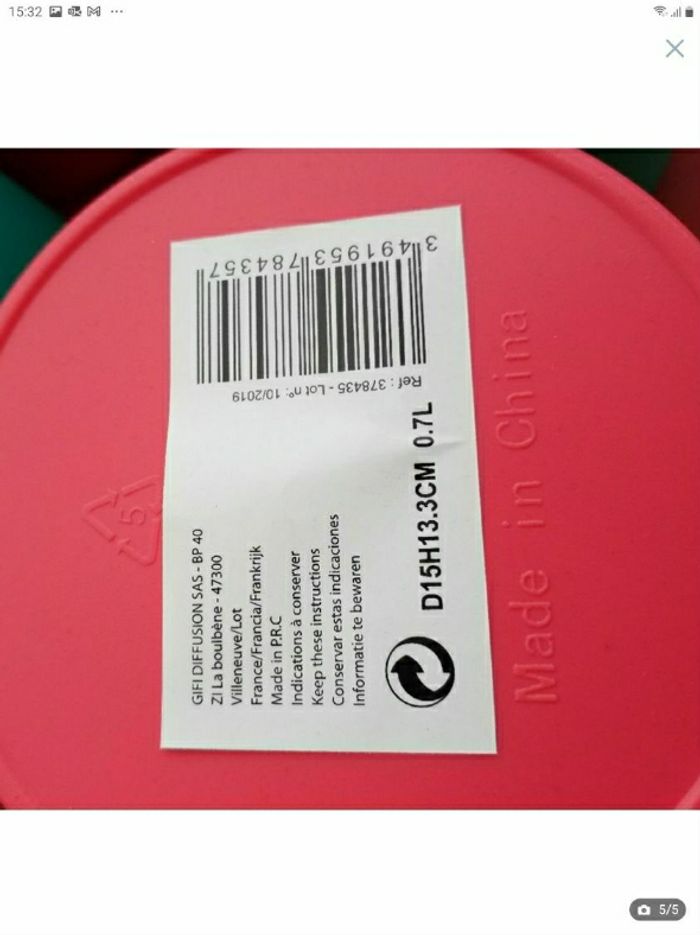 15:32
3 491953 784357
Ref : 378435 - Lot n°: 10/2019
GIFI DIFFUSION SAS - BP 40
ZI La boulbène - 47300
Villeneuve/Lot
France/Francia/Frankrijk
Made in P.R.C
Indications à conserver
Keep these instructions
Conservar estas indicaciones
Informatie te bewaren
D15H13.3CM 0.7L
Made in China
5
5/5